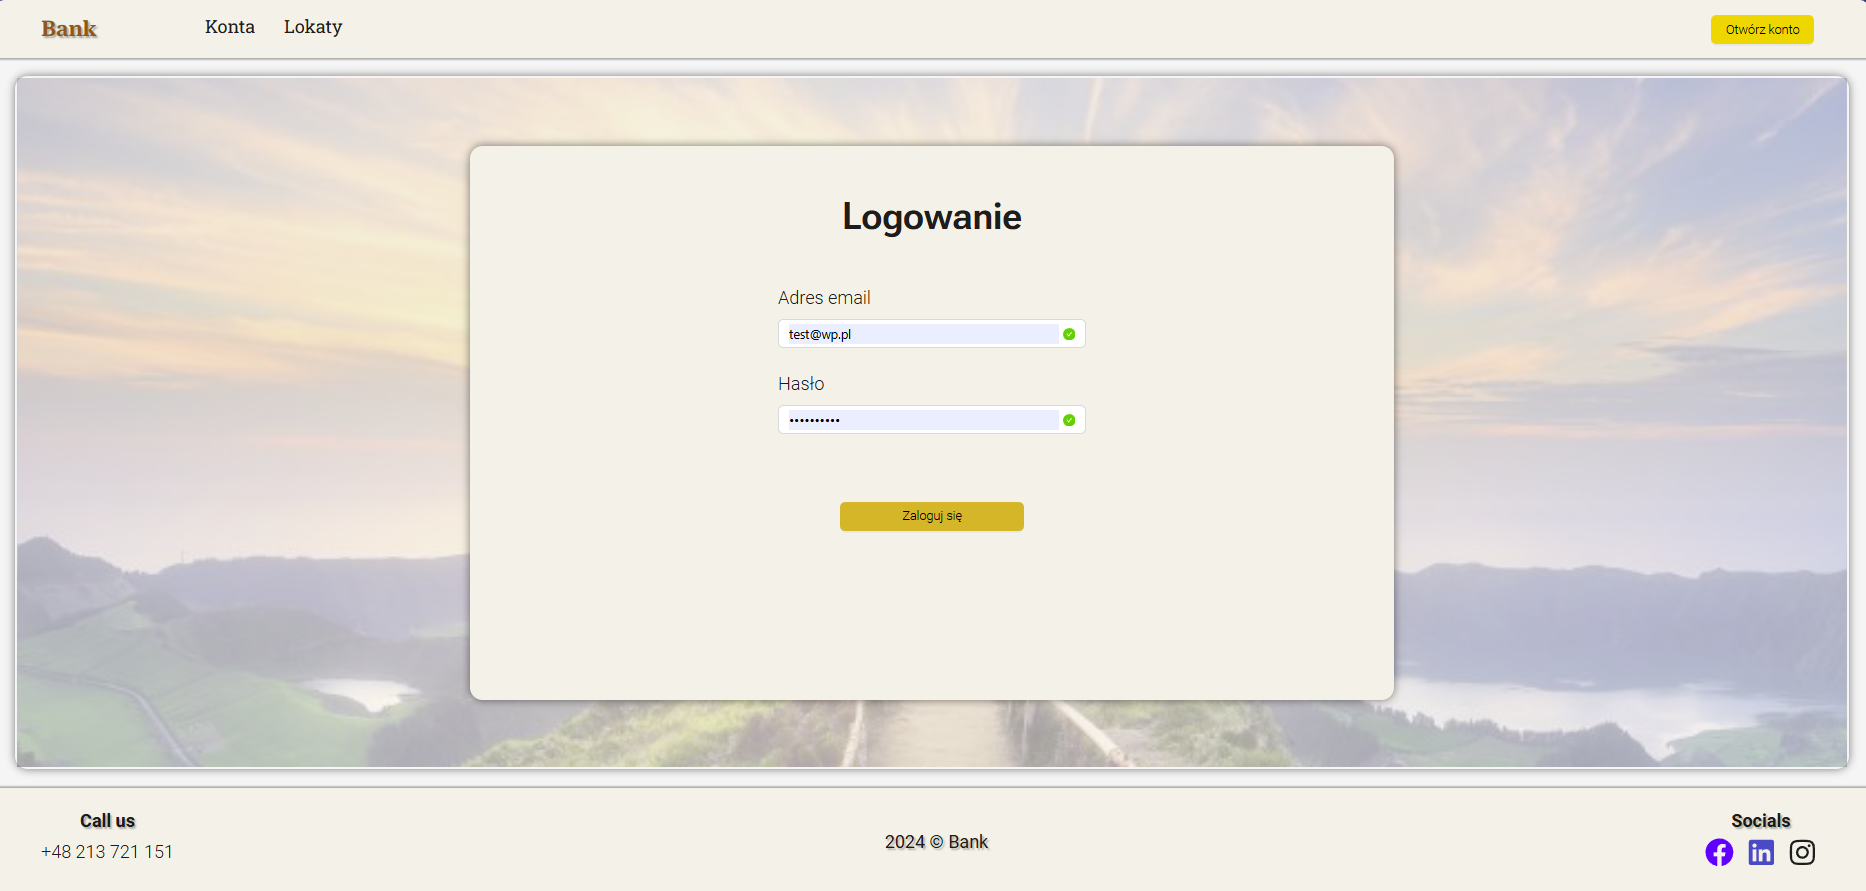 Bank
Konta
Lokaty
Otwórz konto
Logowanie
Adres email
test@wp.pl
Hasło
••••••••••
Zaloguj się
Call us
+48 213 721 151
2024 © Bank
Socials